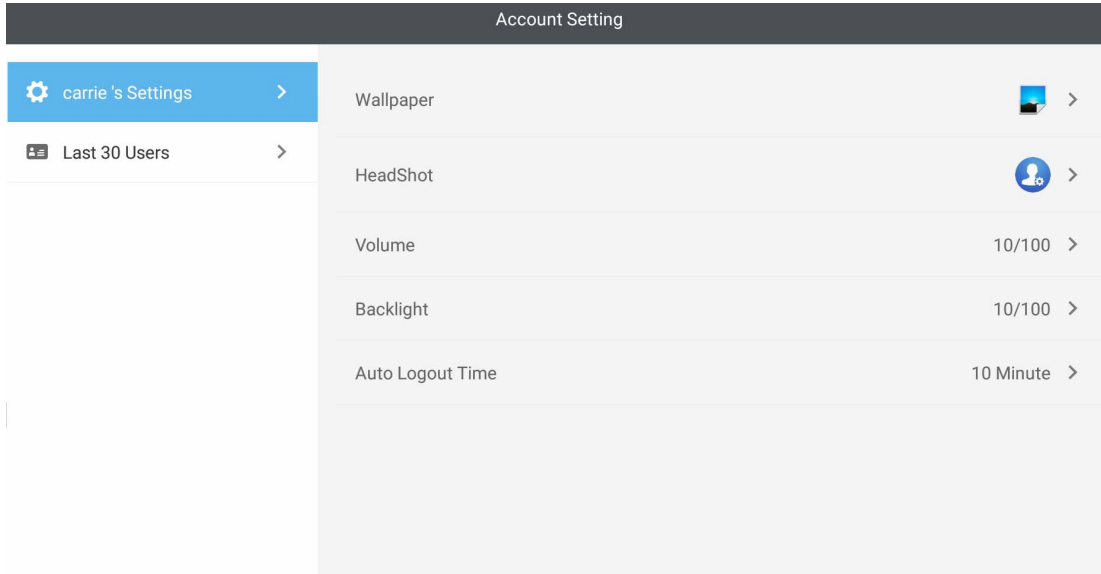 Account Setting
carrie 's Settings
Last 30 Users
Wallpaper
HeadShot
Volume 10/100
Backlight 10/100
Auto Logout Time 10 Minute